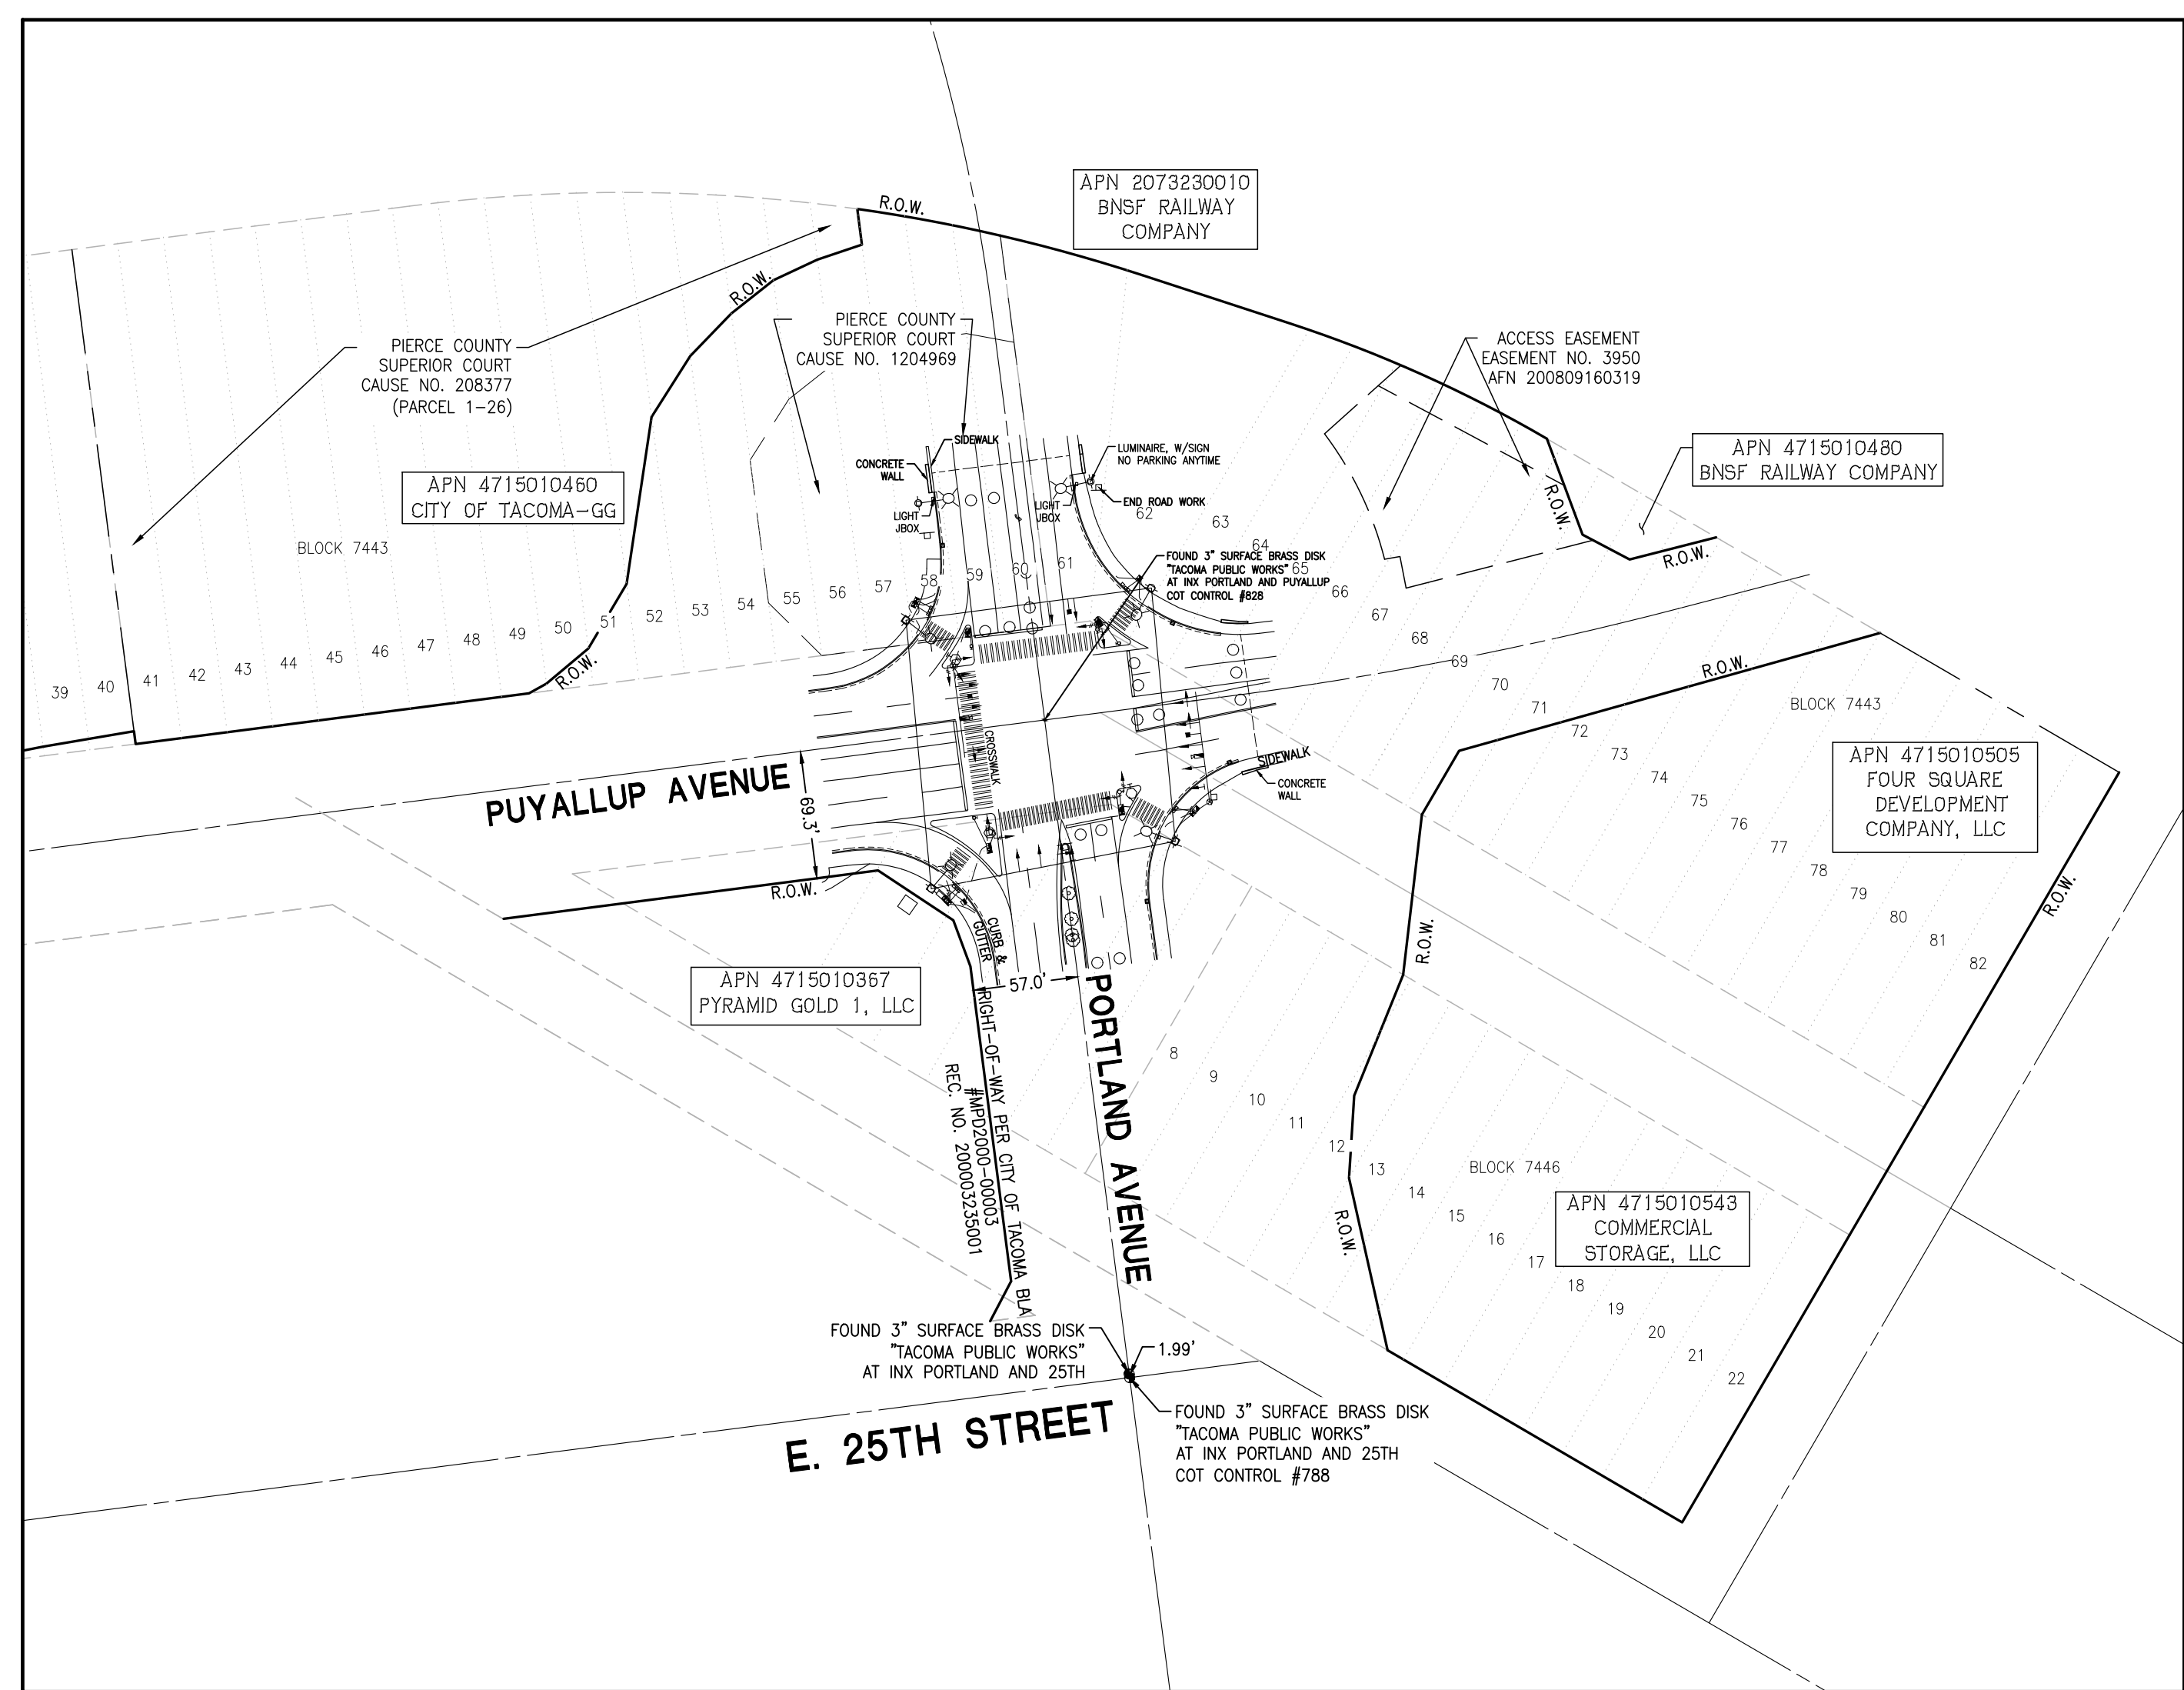 R.O.W.
APN 2073230010
BNSF RAILWAY
COMPANY
R.O.W.
PIERCE COUNTY
SUPERIOR COURT
CAUSE NO. 208377
(PARCEL 1-26)
PIERCE COUNTY
SUPERIOR COURT
CAUSE NO. 1204969
ACCESS EASEMENT
EASEMENT NO. 3950
AFN 200809160319
APN 4715010480
BNSF RAILWAY COMPANY
APN 4715010460
CITY OF TACOMA-GG
BLOCK 7443
SIDEWALK
CONCRETE
WALL
LIGHT
JBOX
LUMINAIRE, W/SIGN
NO PARKING ANYTIME
END ROAD WORK
LIGHT
JBOX
R.O.W.
R.O.W.
FOUND 3" SURFACE BRASS DISK
"TACOMA PUBLIC WORKS"
AT INX PORTLAND AND PUYALLUP
COT CONTROL #828
39
40
41
42
43
44
45
46
47
48
49
50
51
52
53
54
55
56
57
58
59
60
61
62
63
64
65
66
67
68
69
70
71
72
73
74
75
76
77
78
79
80
81
82
R.O.W.
R.O.W.
BLOCK 7443
APN 4715010505
FOUR SQUARE
DEVELOPMENT
COMPANY, LLC
R.O.W.
PUYALLUP AVENUE
69.3'
CROSSWALK
SIDEWALK
CONCRETE
WALL
R.O.W.
CURB &
GUTTER
57.0'
APN 4715010367
PYRAMID GOLD 1, LLC
RIGHT-OF-WAY PER CITY OF TACOMA BLA
#MPD2000-00003
REC. NO. 200003235001
PORTLAND AVENUE
R.O.W.
8
9
10
11
12
13
14
15
16
17
18
19
20
21
22
BLOCK 7446
APN 4715010543
COMMERCIAL
STORAGE, LLC
R.O.W.
FOUND 3" SURFACE BRASS DISK
"TACOMA PUBLIC WORKS"
AT INX PORTLAND AND 25TH
1.99'
FOUND 3" SURFACE BRASS DISK
"TACOMA PUBLIC WORKS"
AT INX PORTLAND AND 25TH
COT CONTROL #788
E. 25TH STREET